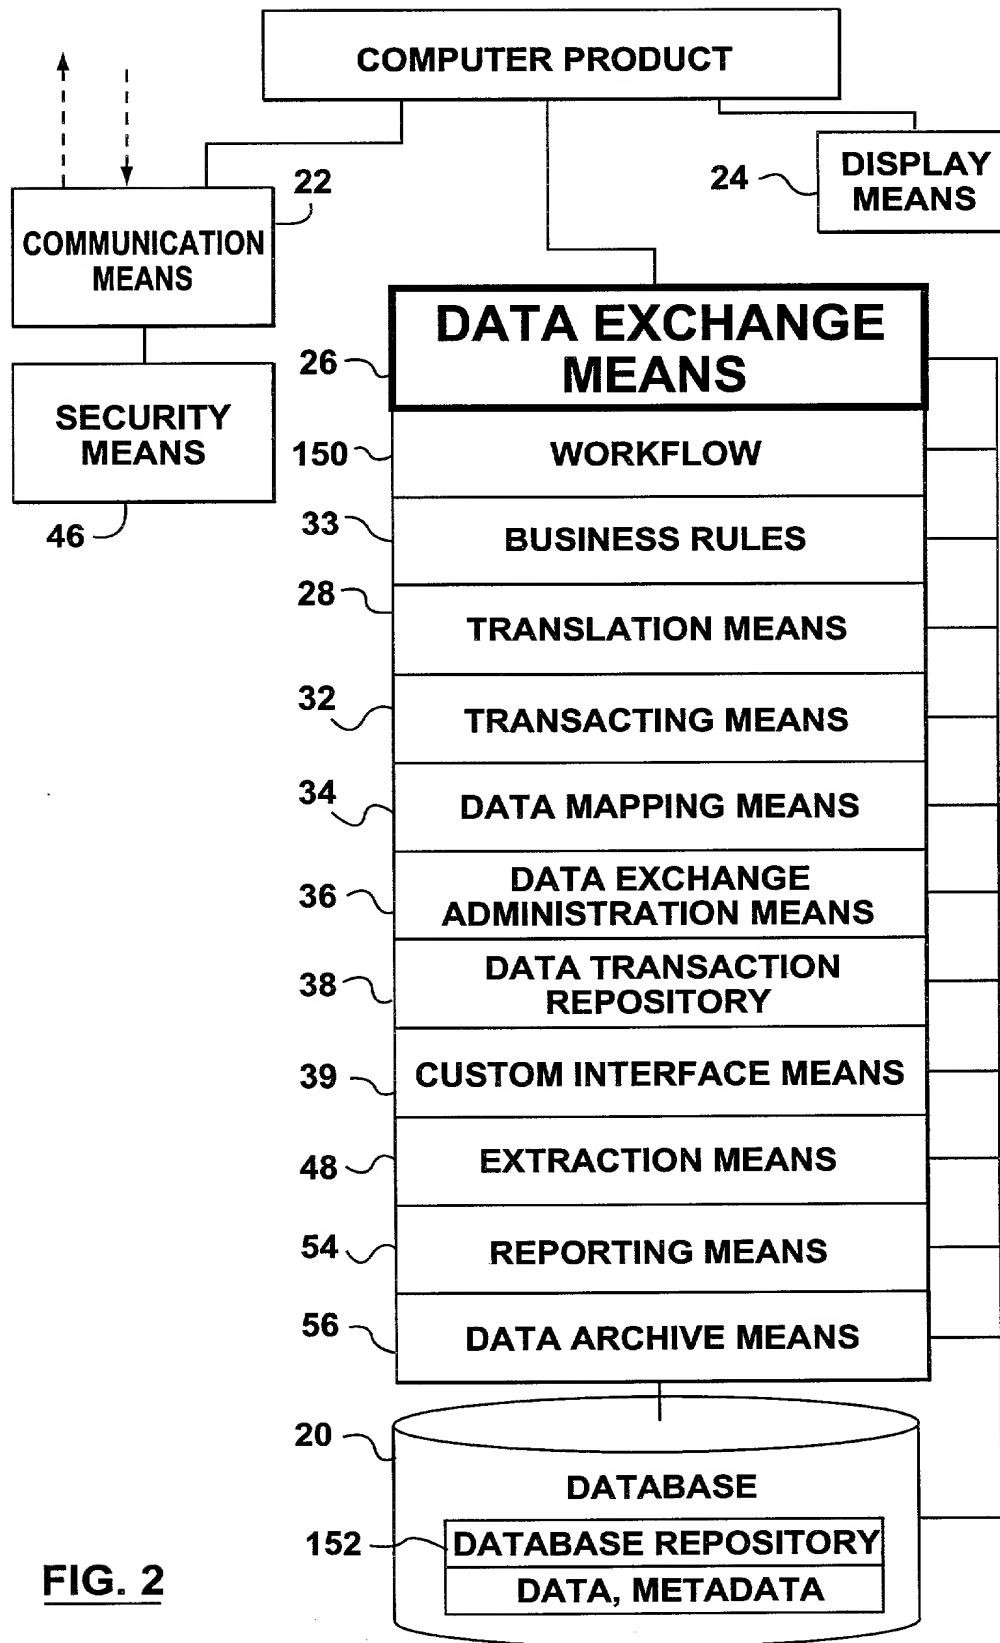 COMPUTER PRODUCT
24
DISPLAY
MEANS
22
COMMUNICATION
MEANS
26
DATA EXCHANGE
MEANS
SECURITY
MEANS
46
150
WORKFLOW
33
BUSINESS RULES
28
TRANSLATION MEANS
32
TRANSACTING MEANS
34
DATA MAPPING MEANS
36
DATA EXCHANGE
ADMINISTRATION MEANS
38
DATA TRANSACTION
REPOSITORY
39
CUSTOM INTERFACE MEANS
48
EXTRACTION MEANS
54
REPORTING MEANS
56
DATA ARCHIVE MEANS
20
DATABASE
152
DATABASE REPOSITORY
DATA, METADATA
FIG. 2